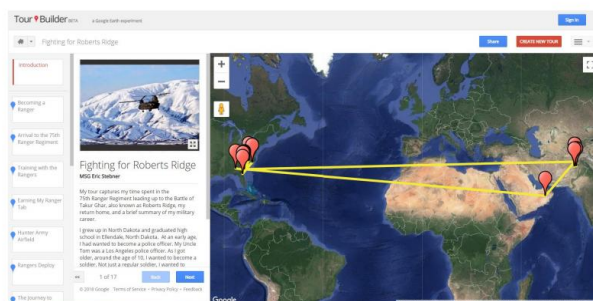 Tour Builder BETA
a Google Earth experiment
Sign in
Fighting for Roberts Ridge
Share
CREATE NEW TOUR
Introduction
Becoming a
Ranger
Arrival to the 75th
Ranger Regiment
Training with the
Rangers
Earning My Ranger
Tab
Hunter Army
Airfield
Rangers Deploy
The Journey to
Fighting for Roberts Ridge
MSG Eric Stebner
My tour captures my time spent in the
75th Ranger Regiment leading up to the Battle of
Takur Ghar, also known as Roberts Ridge, my
return home, and a brief summary of my military
career.
I grew up in North Dakota and graduated high
school in Ellendale, North Dakota. At an early age,
I had wanted to become a police officer. My Uncle
Tom was a Los Angeles police officer. As I got
older, around the age of 10, I wanted to become a
soldier. Not just a regular soldier, I wanted to
1 of 17
Back
Next
© 2016 Google Terms of Service • Privacy Policy • Feedback
+
−
Google